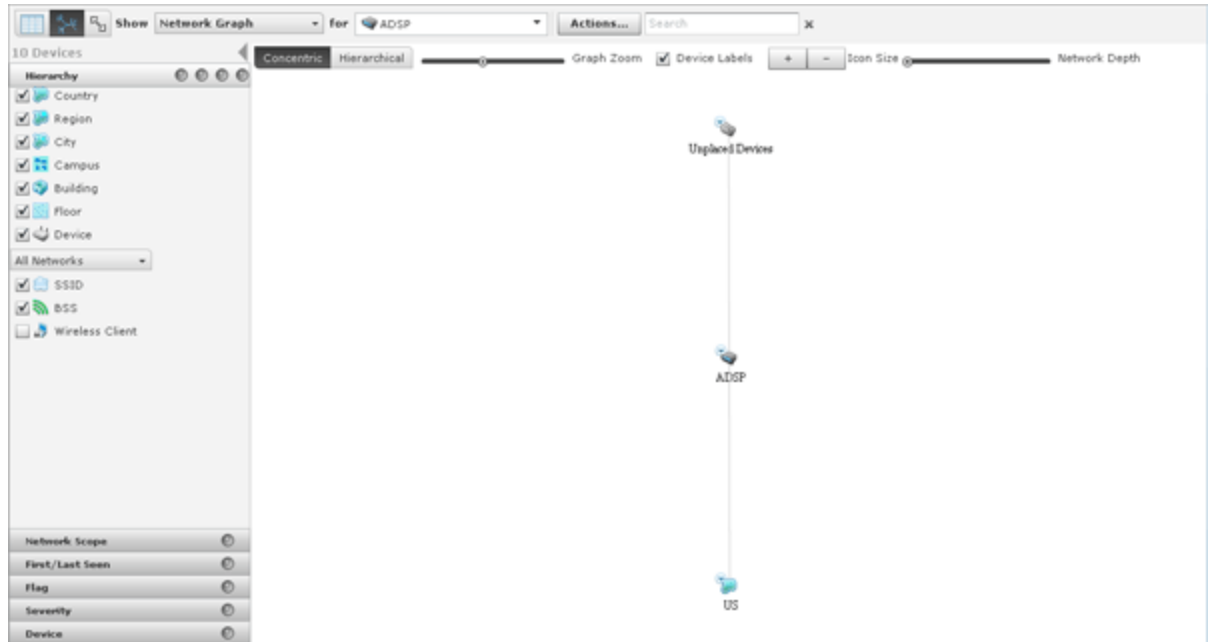 Show Network Graph for ADSP Actions... Search x
10 Devices
Concentric Hierarchical Graph Zoom Device Labels + - Icon Size Network Depth
Hierarchy
Country
Region
City
Campus
Building
Floor
Device
All Networks
SSID
BSS
Wireless Client
Unplaced Devices
ADSP
US
Network Scope
First/Last Seen
Flag
Severity
Device